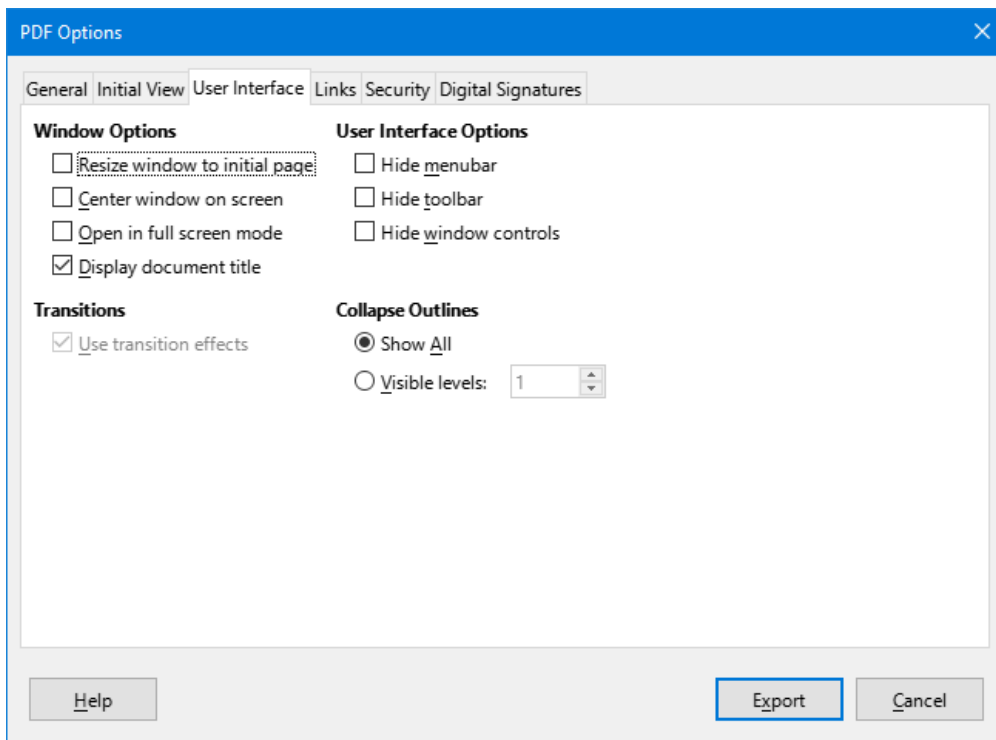 PDF Options
General Initial View User Interface Links Security Digital Signatures
Window Options
Resize window to initial page
Center window on screen
Open in full screen mode
Display document title
User Interface Options
Hide menubar
Hide toolbar
Hide window controls
Transitions
Use transition effects
Collapse Outlines
Show All
Visible levels: 1
Help Export Cancel